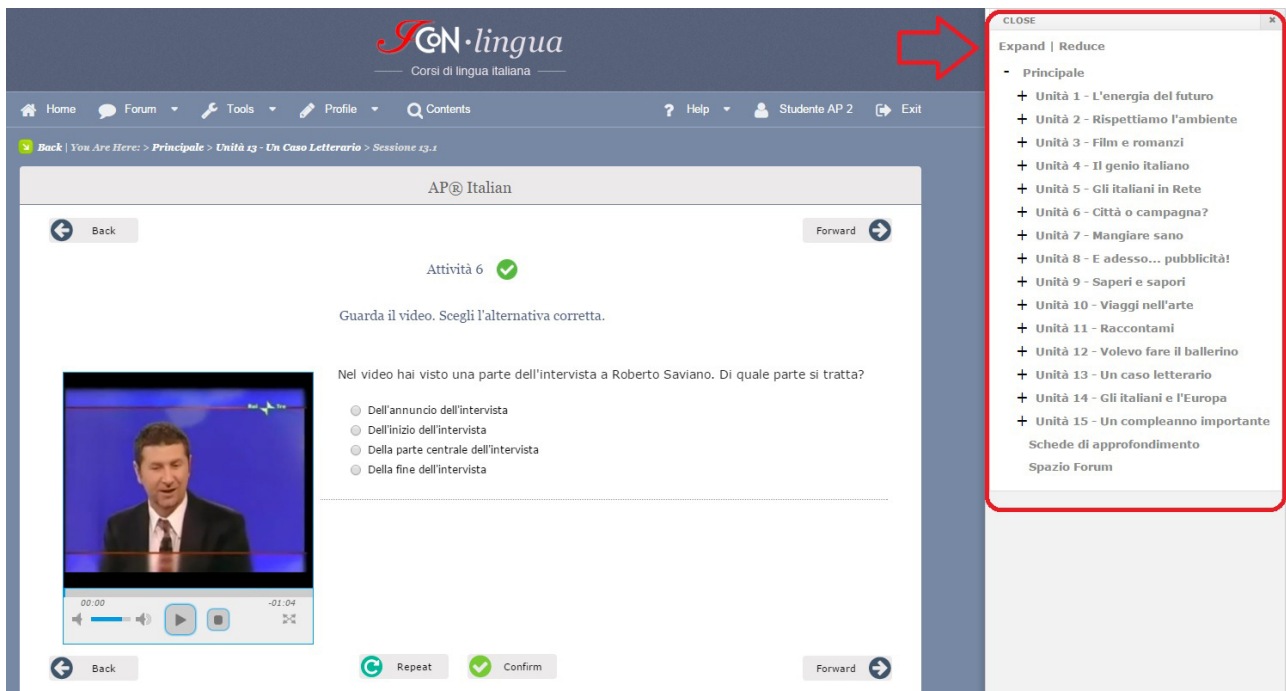 ICoN·lingua
Corsi di lingua italiana
Home Forum Tools Profile Contents Help Studente AP 2 Exit
Back | You Are Here: > Principale > Unità 13 - Un Caso Letterario > Sessione 13.1
AP® Italian
Back Forward
Attività 6
Guarda il video. Scegli l'alternativa corretta.
Nel video hai visto una parte dell'intervista a Roberto Saviano. Di quale parte si tratta?
Dell'annuncio dell'intervista
Dell'inizio dell'intervista
Della parte centrale dell'intervista
Della fine dell'intervista
Rai Tre
00:00 -01:04
Back Repeat Confirm Forward
CLOSE x
Expand | Reduce
- Principale
+ Unità 1 - L'energia del futuro
+ Unità 2 - Rispettiamo l'ambiente
+ Unità 3 - Film e romanzi
+ Unità 4 - Il genio italiano
+ Unità 5 - Gli italiani in Rete
+ Unità 6 - Città o campagna?
+ Unità 7 - Mangiare sano
+ Unità 8 - E adesso... pubblicità!
+ Unità 9 - Saperi e sapori
+ Unità 10 - Viaggi nell'arte
+ Unità 11 - Raccontami
+ Unità 12 - Volevo fare il ballerino
+ Unità 13 - Un caso letterario
+ Unità 14 - Gli italiani e l'Europa
+ Unità 15 - Un compleanno importante
Schede di approfondimento
Spazio Forum